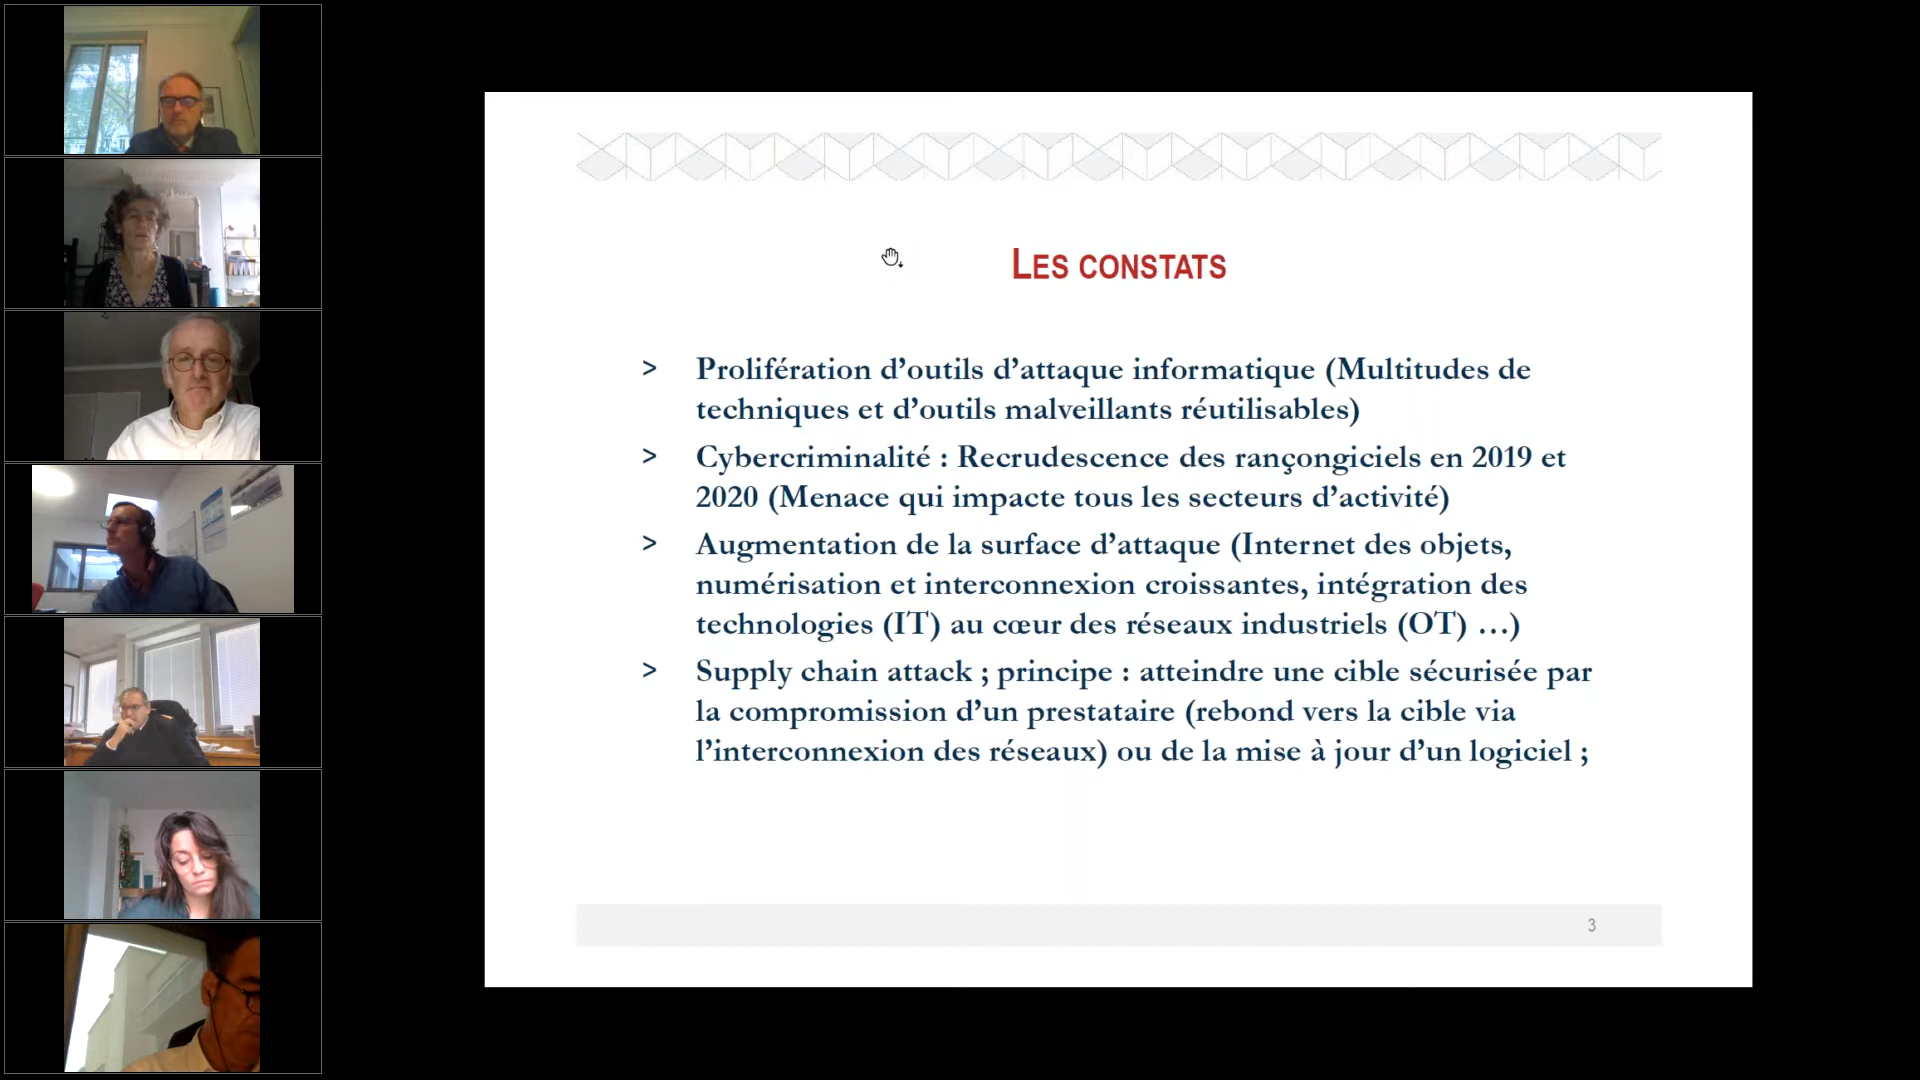 LES CONSTATS
> Prolifération d’outils d’attaque informatique (Multitudes de
techniques et d’outils malveillants réutilisables)
> Cybercriminalité : Recrudescence des rançongiciels en 2019 et
2020 (Menace qui impacte tous les secteurs d’activité)
> Augmentation de la surface d’attaque (Internet des objets,
numérisation et interconnexion croissantes, intégration des
technologies (IT) au cœur des réseaux industriels (OT) …)
> Supply chain attack ; principe : atteindre une cible sécurisée par
la compromission d’un prestataire (rebond vers la cible via
l’interconnexion des réseaux) ou de la mise à jour d’un logiciel ;
3